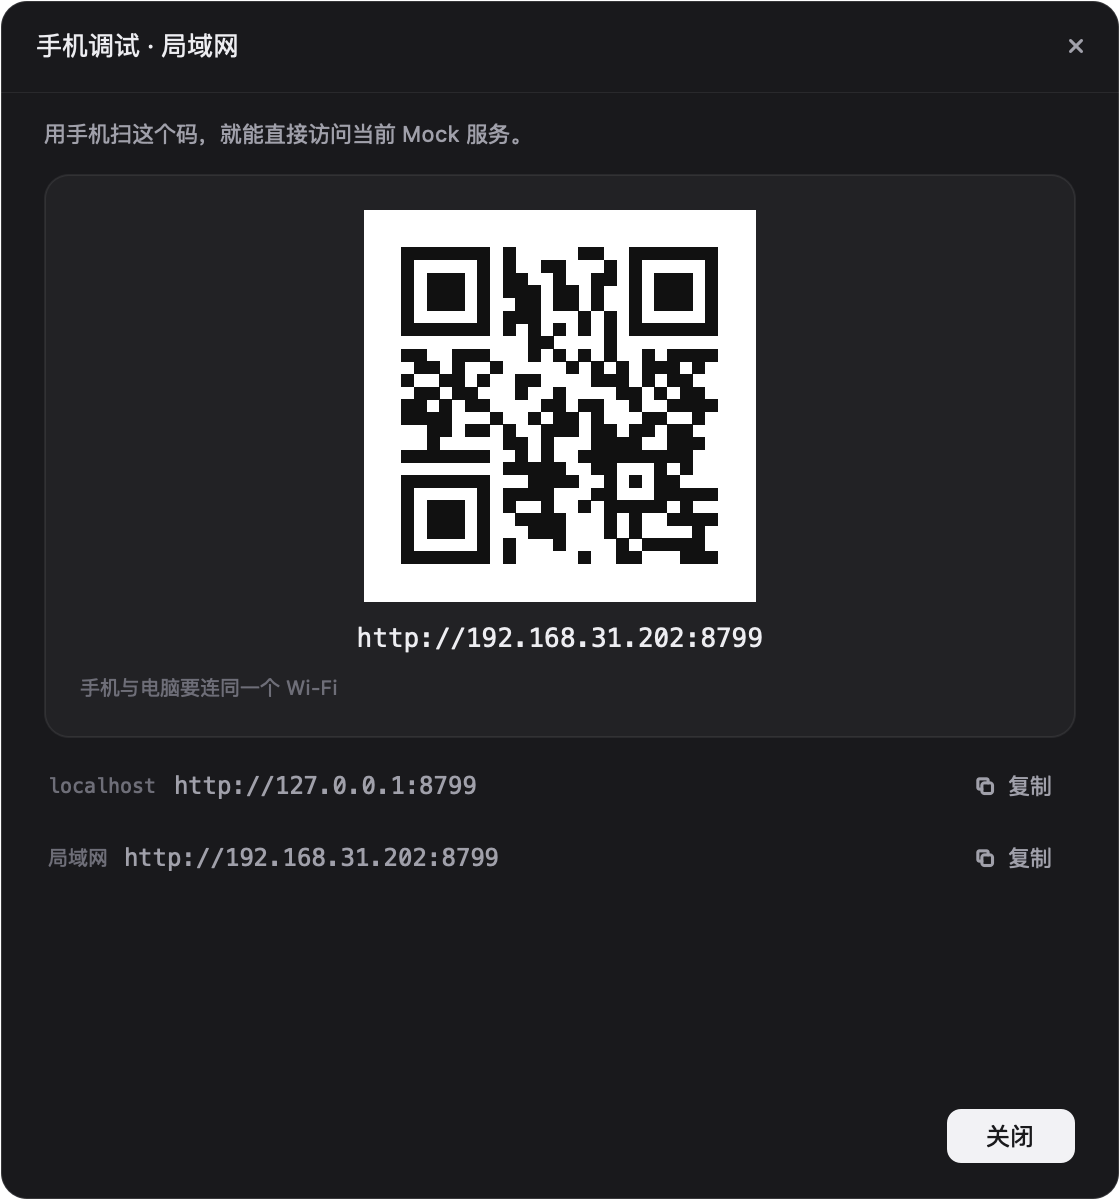 手机调试 · 局域网
用手机扫这个码，就能直接访问当前 Mock 服务。
http://192.168.31.202:8799
手机与电脑要连同一个 Wi-Fi
localhost http://127.0.0.1:8799 复制
局域网 http://192.168.31.202:8799 复制
关闭